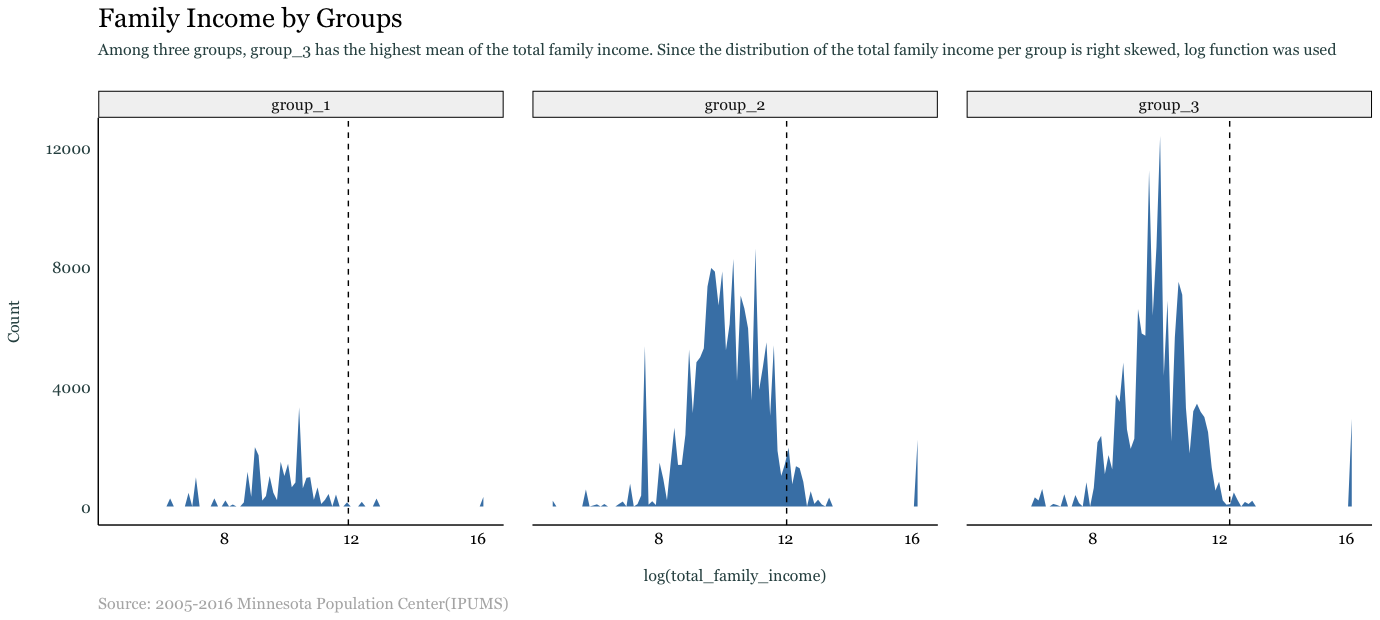 Family Income by Groups
Among three groups, group_3 has the highest mean of the total family income. Since the distribution of the total family income per group is right skewed, log function was used
group_1 group_2 group_3
12000
8000
4000
0
Count
8 12 16 8 12 16 8 12 16
log(total_family_income)
Source: 2005-2016 Minnesota Population Center(IPUMS)